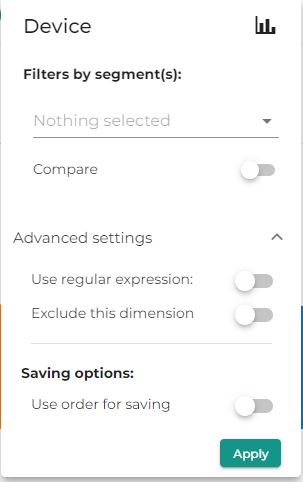 Device
Filters by segment(s):
Nothing selected
Compare
Advanced settings
Use regular expression:
Exclude this dimension
Saving options:
Use order for saving
Apply